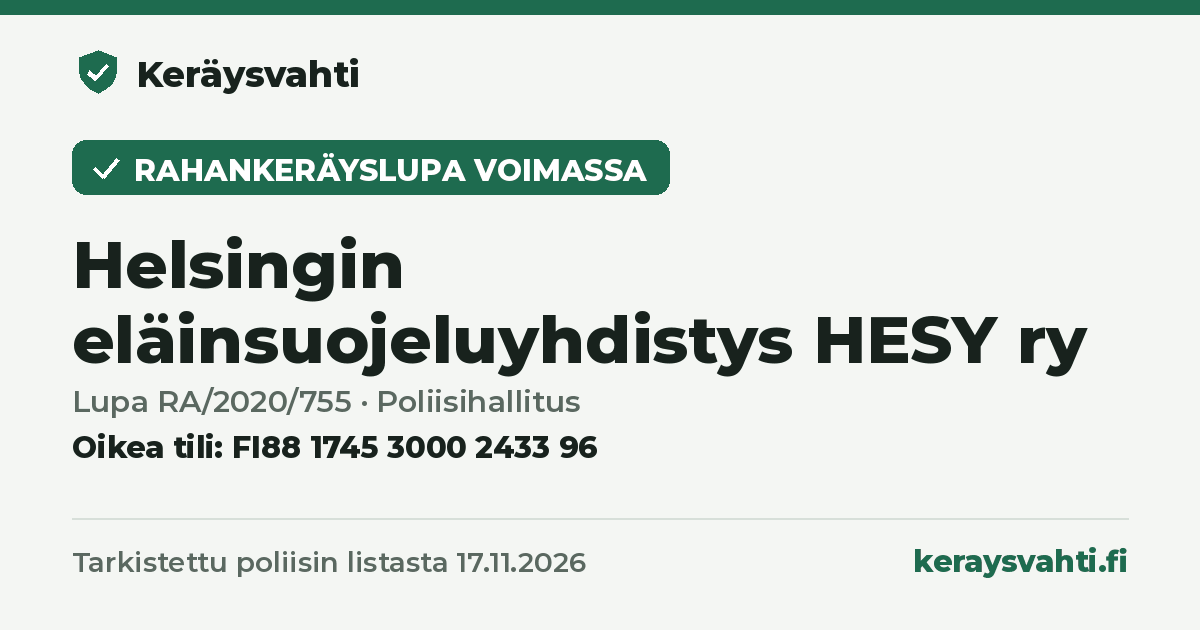 Keräysvahti
RAHANKERÄYSLUPA VOIMASSA
Helsingin
eläinsuojeluyhdistys HESY ry
Lupa RA/2020/755 · Poliisihallitus
Oikea tili: FI88 1745 3000 2433 96
Tarkistettu poliisin listasta 17.11.2026
keraysvahti.fi